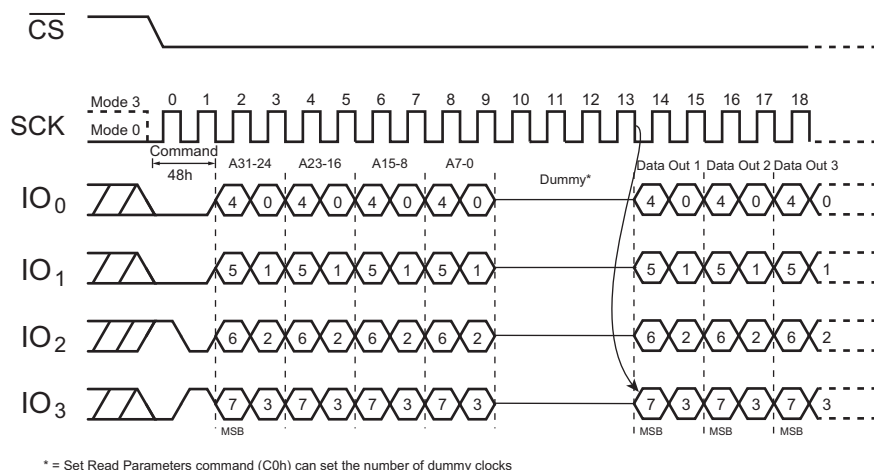 CS
Mode 3 0 1 2 3 4 5 6 7 8 9 10 11 12 13 14 15 16 17 18
SCK
Mode 0
Command A31-24 A23-16 A15-8 A7-0 Dummy* Data Out 1 Data Out 2 Data Out 3
48h
IO0 4 0 4 0 4 0 4 0 4 0 4 0 4 0
IO1 5 1 5 1 5 1 5 1 5 1 5 1 5 1
IO2 6 2 6 2 6 2 6 2 6 2 6 2 6 2
IO3 7 3 7 3 7 3 7 3 7 3 7 3 7 3
MSB MSB MSB MSB
* = Set Read Parameters command (C0h) can set the number of dummy clocks